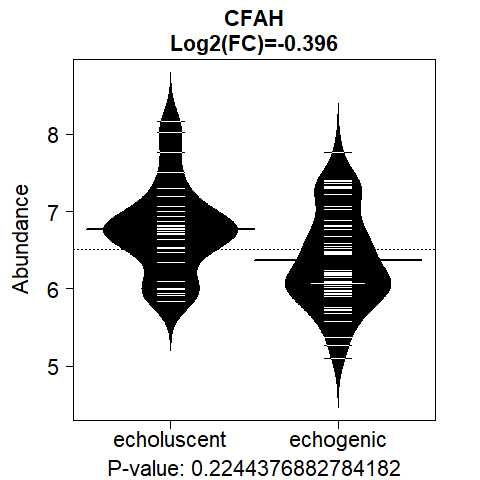 CFAH
Log2(FC)=-0.396
Abundance
8
7
6
5
echoluscent echogenic
P-value: 0.2244376882784182